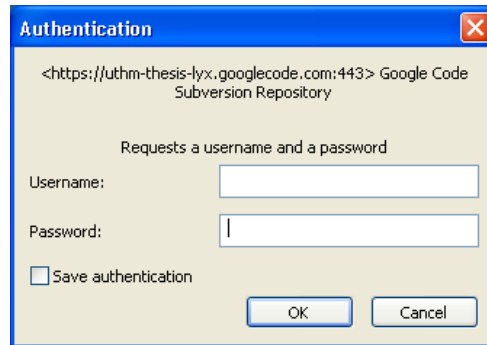 Authentication
<https://uthm-thesis-lyx.googlecode.com:443> Google Code
Subversion Repository
Requests a username and a password
Username:
Password:
Save authentication
OK Cancel